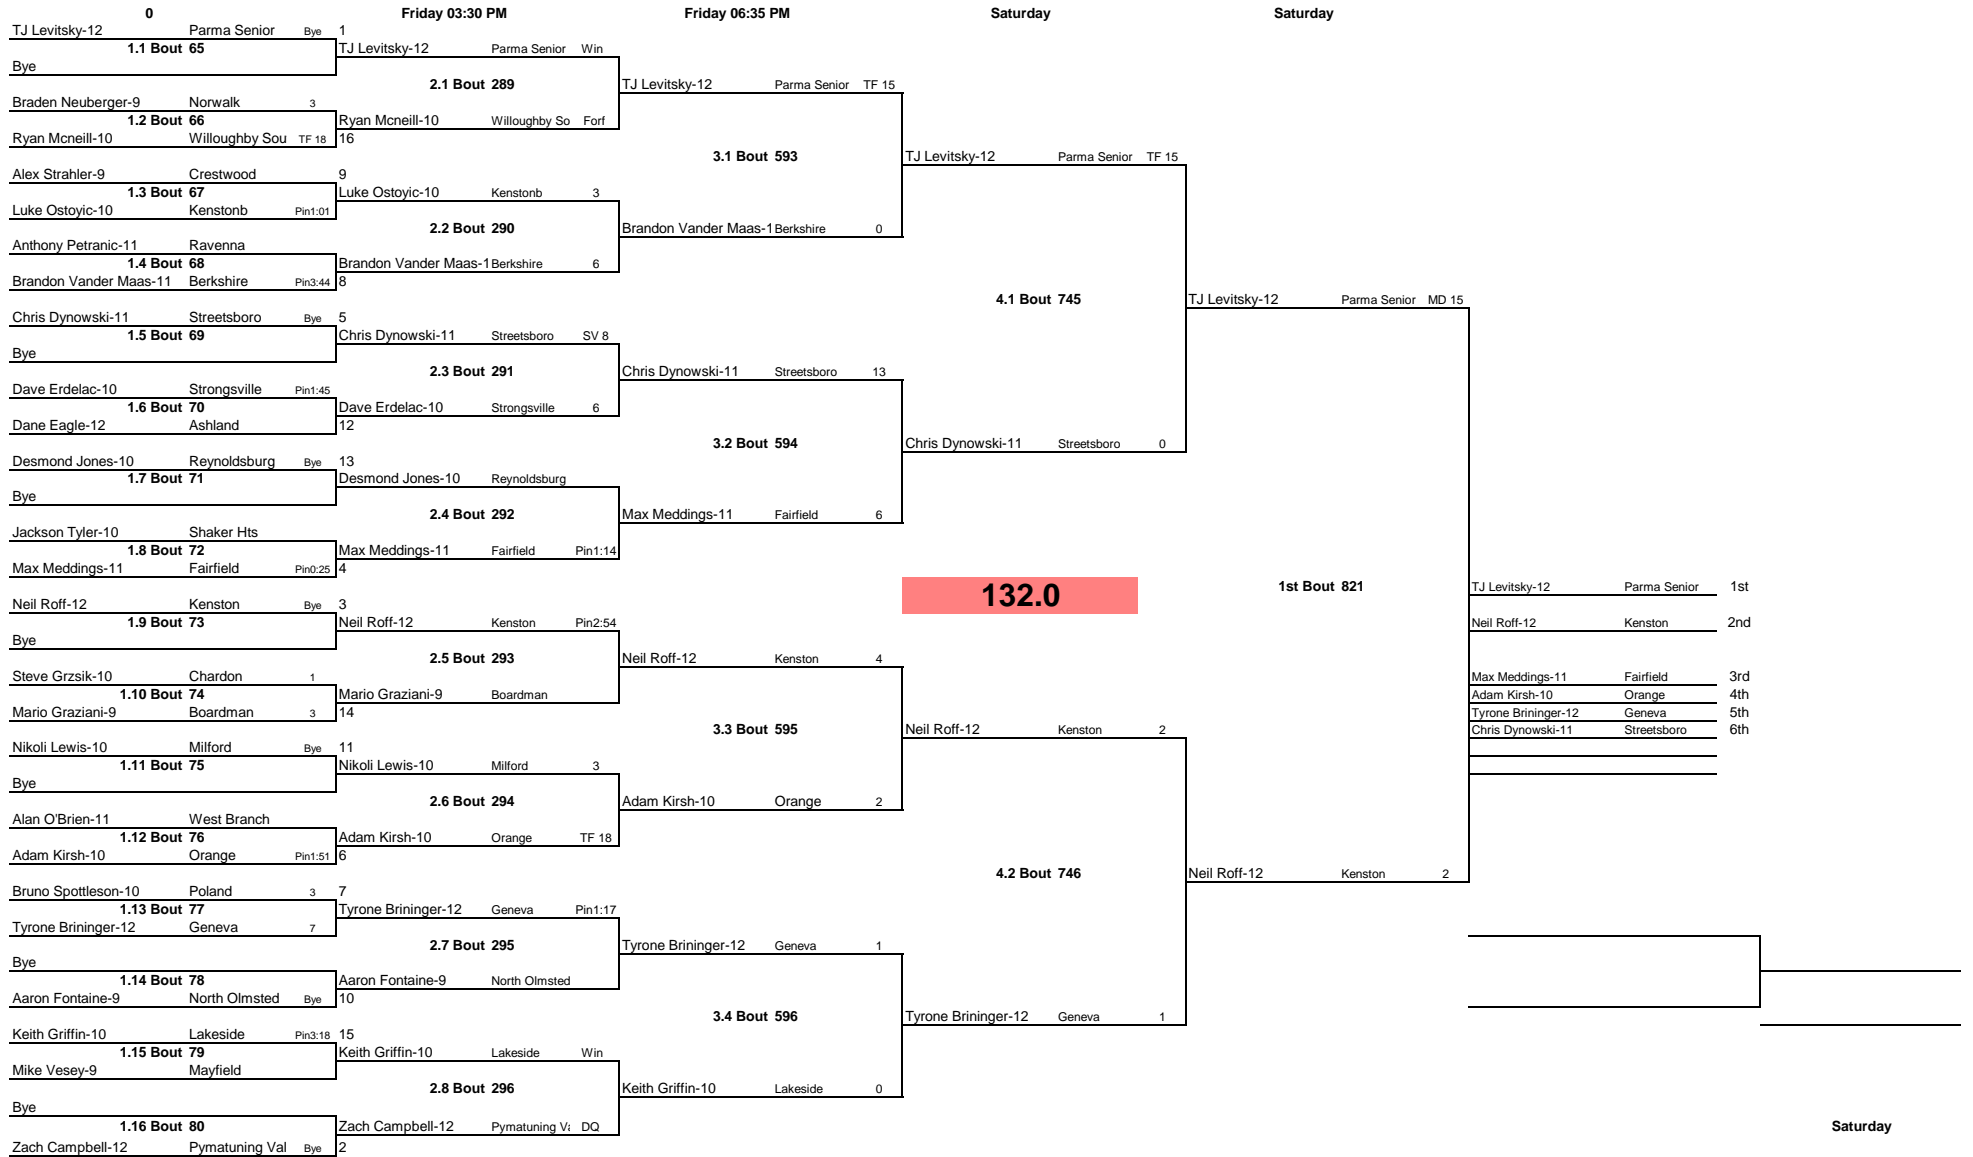 0 Friday 03:30 PM Friday 06:35 PM Saturday Saturday
TJ Levitsky-12 Parma Senior Bye 1
1.1 Bout 65
Bye
Braden Neuberger-9 Norwalk 3
1.2 Bout 66
Ryan Mcneill-10 Willoughby Sou TF 18 16
Alex Strahler-9 Crestwood 9
1.3 Bout 67
Luke Ostoyic-10 Kenstonb Pin1:01
Anthony Petranic-11 Ravenna
1.4 Bout 68
Brandon Vander Maas-11 Berkshire Pin3:44 8
Chris Dynowski-11 Streetsboro Bye 5
1.5 Bout 69
Bye
Dave Erdelac-10 Strongsville Pin1:45
1.6 Bout 70
Dane Eagle-12 Ashland 12
Desmond Jones-10 Reynoldsburg Bye 13
1.7 Bout 71
Bye
Jackson Tyler-10 Shaker Hts
1.8 Bout 72
Max Meddings-11 Fairfield Pin0:25 4
Neil Roff-12 Kenston Bye 3
1.9 Bout 73
Bye
Steve Grzsik-10 Chardon 1
1.10 Bout 74
Mario Graziani-9 Boardman 3 14
Nikoli Lewis-10 Milford Bye 11
1.11 Bout 75
Bye
Alan O'Brien-11 West Branch
1.12 Bout 76
Adam Kirsh-10 Orange Pin1:51 6
Bruno Spottleson-10 Poland 3 7
1.13 Bout 77
Tyrone Brininger-12 Geneva 7
Bye
1.14 Bout 78
Aaron Fontaine-9 North Olmsted Bye 10
Keith Griffin-10 Lakeside Pin3:18 15
1.15 Bout 79
Mike Vesey-9 Mayfield
Bye
1.16 Bout 80
Zach Campbell-12 Pymatuning Val Bye 2
TJ Levitsky-12 Parma Senior Win
2.1 Bout 289
Ryan Mcneill-10 Willoughby So Forf
Luke Ostoyic-10 Kenstonb 3
2.2 Bout 290
Brandon Vander Maas-1 Berkshire 6
Chris Dynowski-11 Streetsboro SV 8
2.3 Bout 291
Dave Erdelac-10 Strongsville 6
Desmond Jones-10 Reynoldsburg
2.4 Bout 292
Max Meddings-11 Fairfield Pin1:14
Neil Roff-12 Kenston Pin2:54
2.5 Bout 293
Mario Graziani-9 Boardman
Nikoli Lewis-10 Milford 3
2.6 Bout 294
Adam Kirsh-10 Orange TF 18
Tyrone Brininger-12 Geneva Pin1:17
2.7 Bout 295
Aaron Fontaine-9 North Olmsted
Keith Griffin-10 Lakeside Win
2.8 Bout 296
Zach Campbell-12 Pymatuning Va DQ
TJ Levitsky-12 Parma Senior TF 15
3.1 Bout 593
Brandon Vander Maas-1 Berkshire 0
Chris Dynowski-11 Streetsboro 13
3.2 Bout 594
Max Meddings-11 Fairfield 6
Neil Roff-12 Kenston 4
3.3 Bout 595
Adam Kirsh-10 Orange 2
Tyrone Brininger-12 Geneva 1
3.4 Bout 596
Keith Griffin-10 Lakeside 0
TJ Levitsky-12 Parma Senior TF 15
4.1 Bout 745
Chris Dynowski-11 Streetsboro 0
132.0
Neil Roff-12 Kenston 2
4.2 Bout 746
Tyrone Brininger-12 Geneva 1
TJ Levitsky-12 Parma Senior MD 15
1st Bout 821
Neil Roff-12 Kenston 2
TJ Levitsky-12 Parma Senior 1st
Neil Roff-12 Kenston 2nd
Max Meddings-11 Fairfield 3rd
Adam Kirsh-10 Orange 4th
Tyrone Brininger-12 Geneva 5th
Chris Dynowski-11 Streetsboro 6th
Saturday